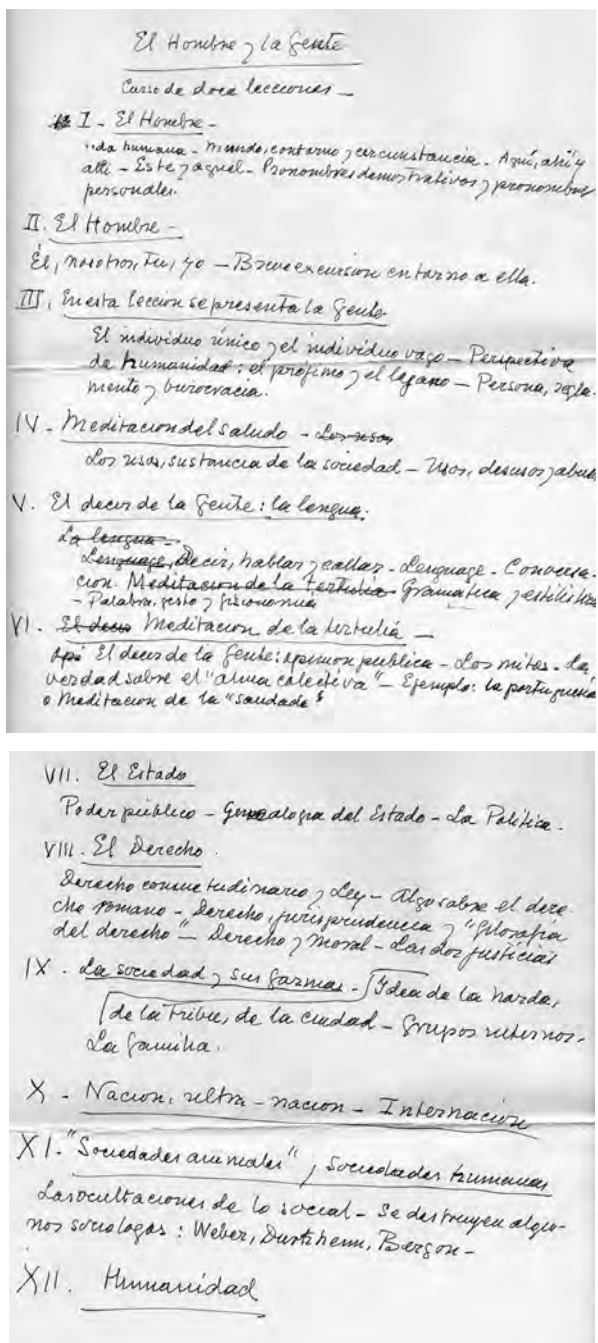 El Hombre y la Gente
Curso de doce lecciones —
I - El Hombre -
da humana - Mundo, contorno y circunstancia - Aquí, ahí y
allí - Este y aquel - Pronombres demostrativos y pronombres
personales.
II. El Hombre -
Él, nosotros, tu, yo — Breve excursion en torno a ella.
III. En esta leccion se presenta la Gente
El individuo único y el individuo vago — Perspectiva
de humanidad: el prójimo y el lejano — Persona, regla-
mento y burocracia.
IV - Meditacion del saludo - Los usos
Los usos, sustancia de la sociedad — Usos, desusos y abusos
V. El decir de la Gente: la lengua.
La lengua -
Lenguage, Decir, hablar y callar - Lenguage - Conversa-
cion. Meditacion de la tertulia - Gramatica y estilistica
- Palabra, gesto y fisionomia
VI. El decir Meditacion de la tertulia —
Opi El decir de la Gente: opinion publica - Los mitos - La
verdad sobre el "alma colectiva" — Ejemplo: la portuguesa
o meditacion de la "saudade"
VII. El Estado
Poder público - Genealogia del Estado - La Politica.
VIII. El Derecho
Derecho consuetudinario y Ley - Algo sobre el dere-
cho romano - Derecho, jurisprudencia y "filosofia
del derecho" - Derecho y Moral - Las dos justicias
IX. La sociedad y sus formas - Idea de la horda,
de la tribu, de la ciudad - Grupos internos.
La familia.
X - Nacion, ultra-nacion - Internacion
XI. "Sociedades animales" y sociedades humanas
Las ocultaciones de lo social - Se destruyen algu-
nos sociologos: Weber, Durkheim, Bergson -
XII. Humanidad